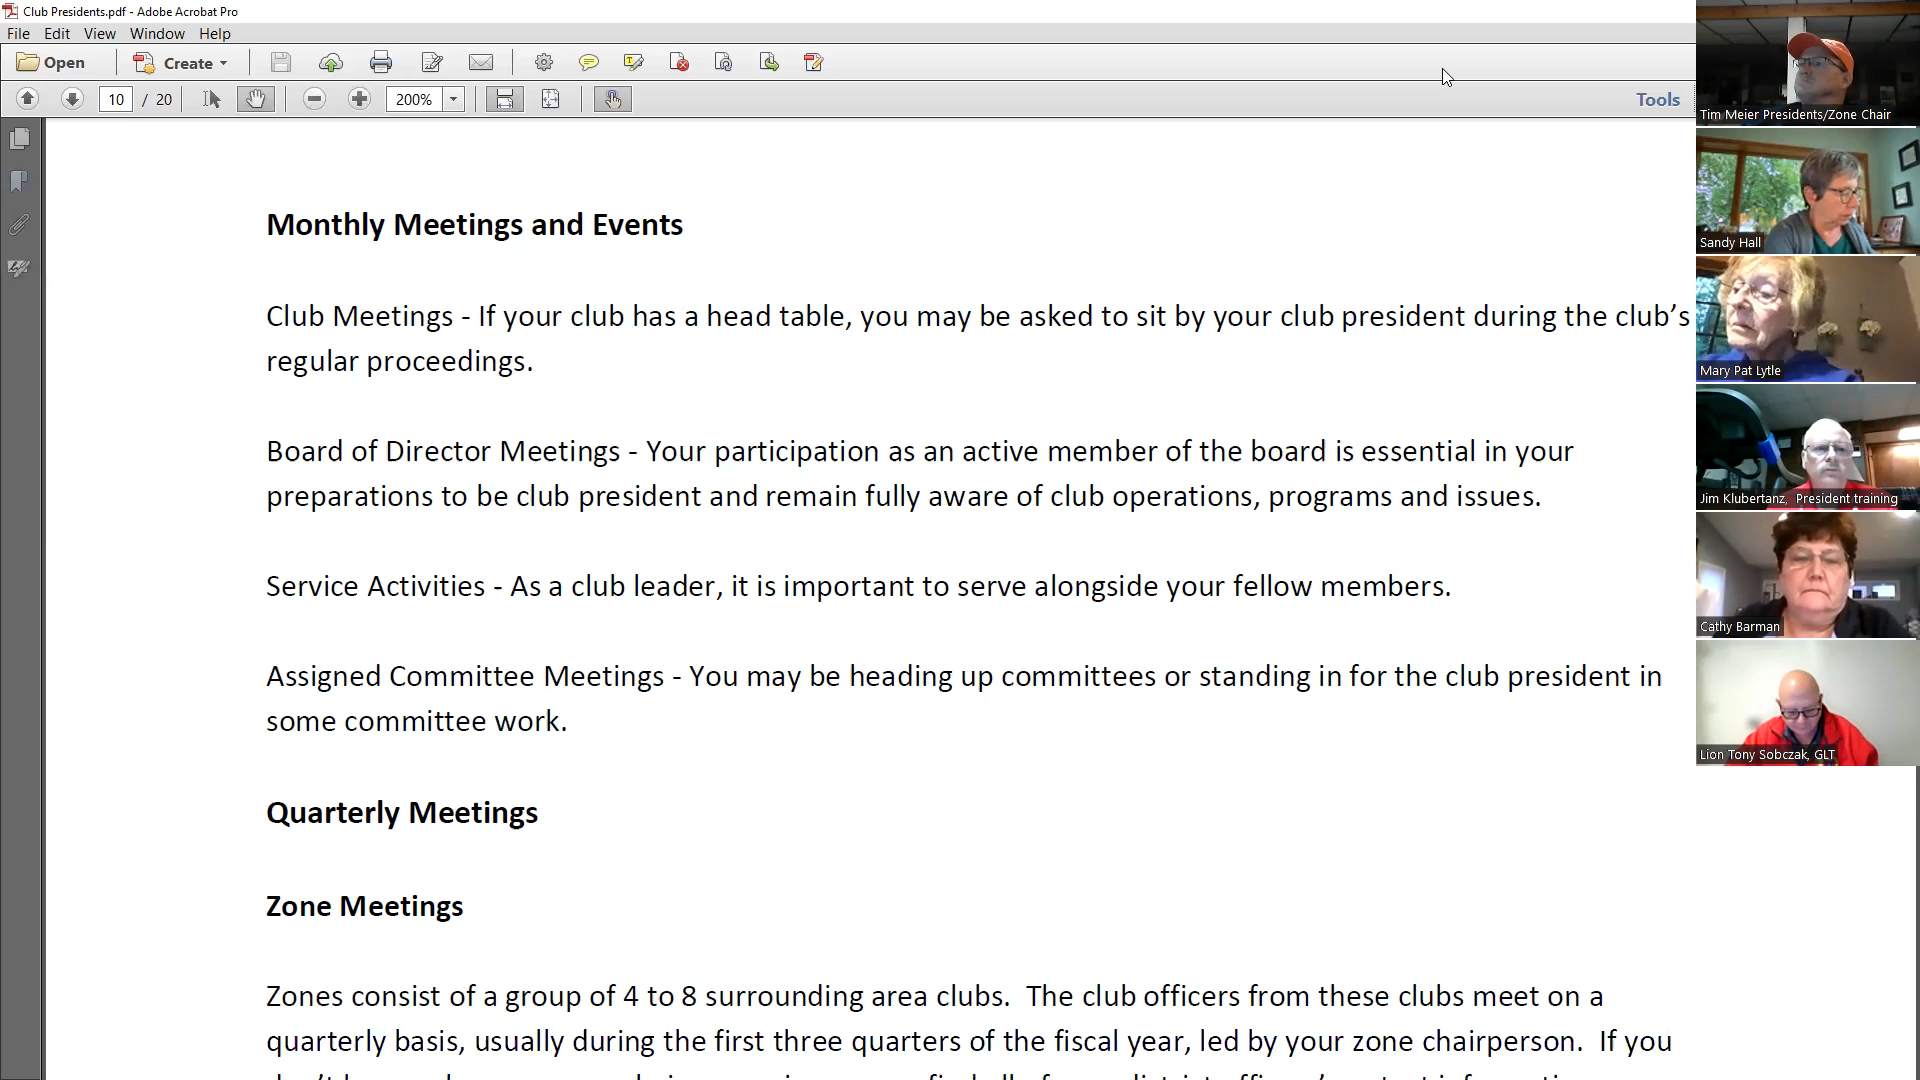 Club Presidents.pdf - Adobe Acrobat Pro
File Edit View Window Help
Open Create
10 / 20 200% Tools
Monthly Meetings and Events
Club Meetings - If your club has a head table, you may be asked to sit by your club president during the club’s
regular proceedings.
Board of Director Meetings - Your participation as an active member of the board is essential in your
preparations to be club president and remain fully aware of club operations, programs and issues.
Service Activities - As a club leader, it is important to serve alongside your fellow members.
Assigned Committee Meetings - You may be heading up committees or standing in for the club president in
some committee work.
Quarterly Meetings
Zone Meetings
Zones consist of a group of 4 to 8 surrounding area clubs.  The club officers from these clubs meet on a
quarterly basis, usually during the first three quarters of the fiscal year, led by your zone chairperson.  If you
Tim Meier Presidents/Zone Chair
Sandy Hall
Mary Pat Lytle
Jim Klubertanz,  President training
Cathy Barman
Lion Tony Sobczak, GLT